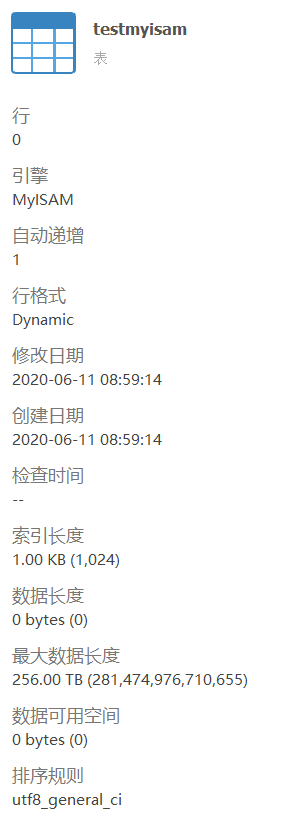 testmyisam
表
行
0
引擎
MyISAM
自动递增
1
行格式
Dynamic
修改日期
2020-06-11 08:59:14
创建日期
2020-06-11 08:59:14
检查时间
--
索引长度
1.00 KB (1,024)
数据长度
0 bytes (0)
最大数据长度
256.00 TB (281,474,976,710,655)
数据可用空间
0 bytes (0)
排序规则
utf8_general_ci